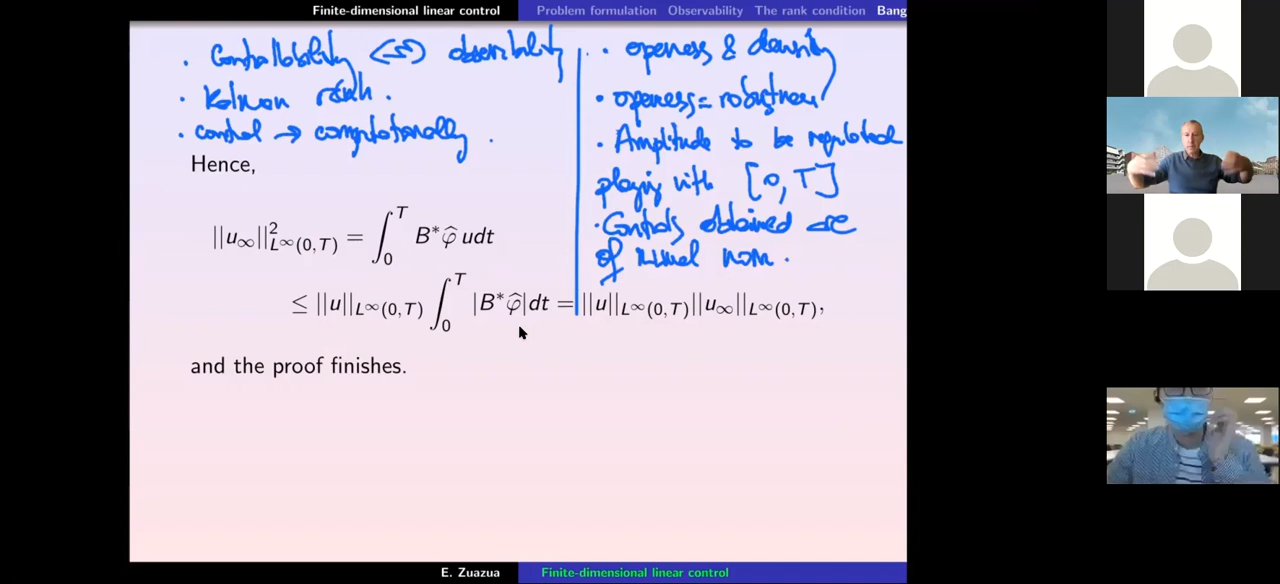 Finite-dimensional linear control
Problem formulation Observability The rank condition Bang
. Controllability <=> observability
. Kalman rank.
. control → computationally.
. openess & density
. openess = robustness
. Amplitude to be regulated
playing with [0,T]
. Controls obtained are
of minimal norm.
Hence,
||u∞||²L∞(0,T) = ∫₀ᵀ B*φ̂ udt
≤ ||u||L∞(0,T) ∫₀ᵀ |B*φ̂|dt = ||u||L∞(0,T)||u∞||L∞(0,T),
and the proof finishes.
E. Zuazua
Finite-dimensional linear control